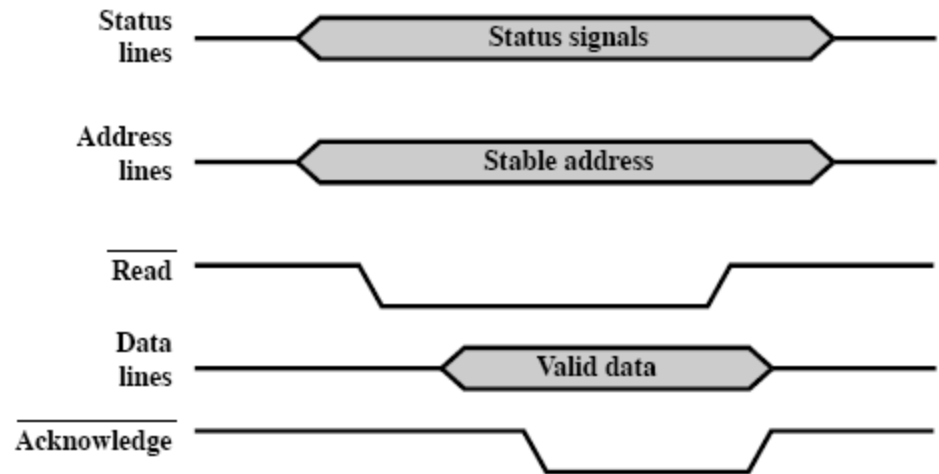 Status
lines
Status signals
Address
lines
Stable address
Read
Data
lines
Valid data
Acknowledge